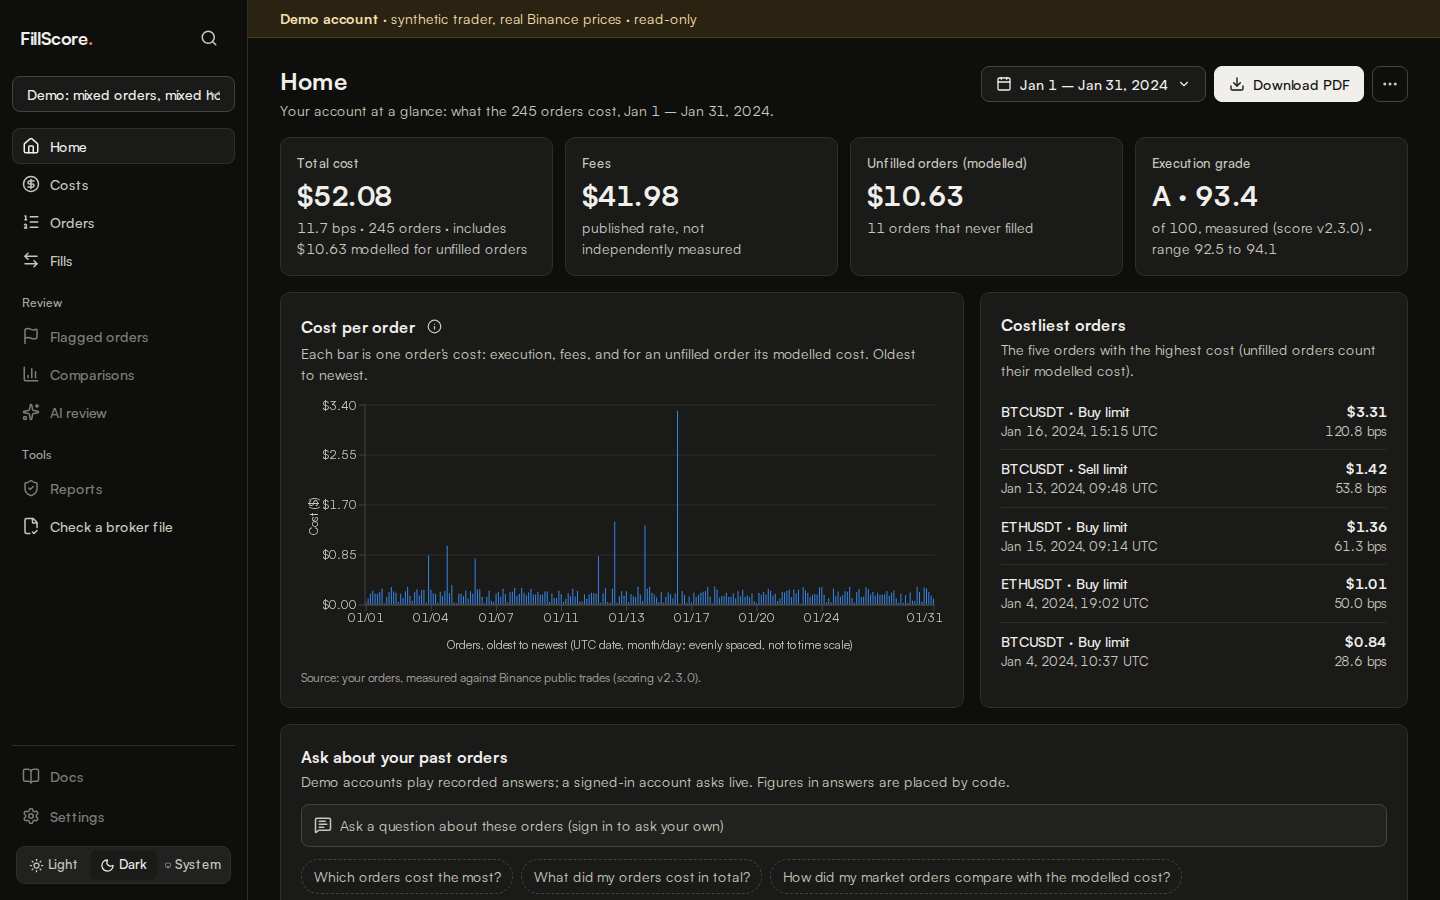 FillScore.
Demo: mixed orders, mixed
Home
Costs
Orders
Fills
Review
Flagged orders
Comparisons
AI review
Tools
Reports
Check a broker file
Docs
Settings
Light
Dark
System
Demo account · synthetic trader, real Binance prices · read-only
Home
Your account at a glance: what the 245 orders cost, Jan 1 — Jan 31, 2024.
Jan 1 — Jan 31, 2024
Download PDF
Total cost
$52.08
11.7 bps · 245 orders · includes
$10.63 modelled for unfilled orders
Fees
$41.98
published rate, not
independently measured
Unfilled orders (modelled)
$10.63
11 orders that never filled
Execution grade
A · 93.4
of 100, measured (score v2.3.0) ·
range 92.5 to 94.1
Cost per order
Each bar is one order's cost: execution, fees, and for an unfilled order its modelled cost. Oldest
to newest.
Cost ($)
$3.40
$2.55
$1.70
$0.85
$0.00
01/01 01/04 01/07 01/11 01/13 01/17 01/20 01/24 01/31
Orders, oldest to newest (UTC date, month/day; evenly spaced, not to time scale)
Source: your orders, measured against Binance public trades (scoring v2.3.0).
Costliest orders
The five orders with the highest cost (unfilled orders count
their modelled cost).
BTCUSDT · Buy limit $3.31
Jan 16, 2024, 15:15 UTC 120.8 bps
BTCUSDT · Sell limit $1.42
Jan 13, 2024, 09:48 UTC 53.8 bps
ETHUSDT · Buy limit $1.36
Jan 15, 2024, 09:14 UTC 61.3 bps
ETHUSDT · Buy limit $1.01
Jan 4, 2024, 19:02 UTC 50.0 bps
BTCUSDT · Buy limit $0.84
Jan 4, 2024, 10:37 UTC 28.6 bps
Ask about your past orders
Demo accounts play recorded answers; a signed-in account asks live. Figures in answers are placed by code.
Ask a question about these orders (sign in to ask your own)
Which orders cost the most?
What did my orders cost in total?
How did my market orders compare with the modelled cost?